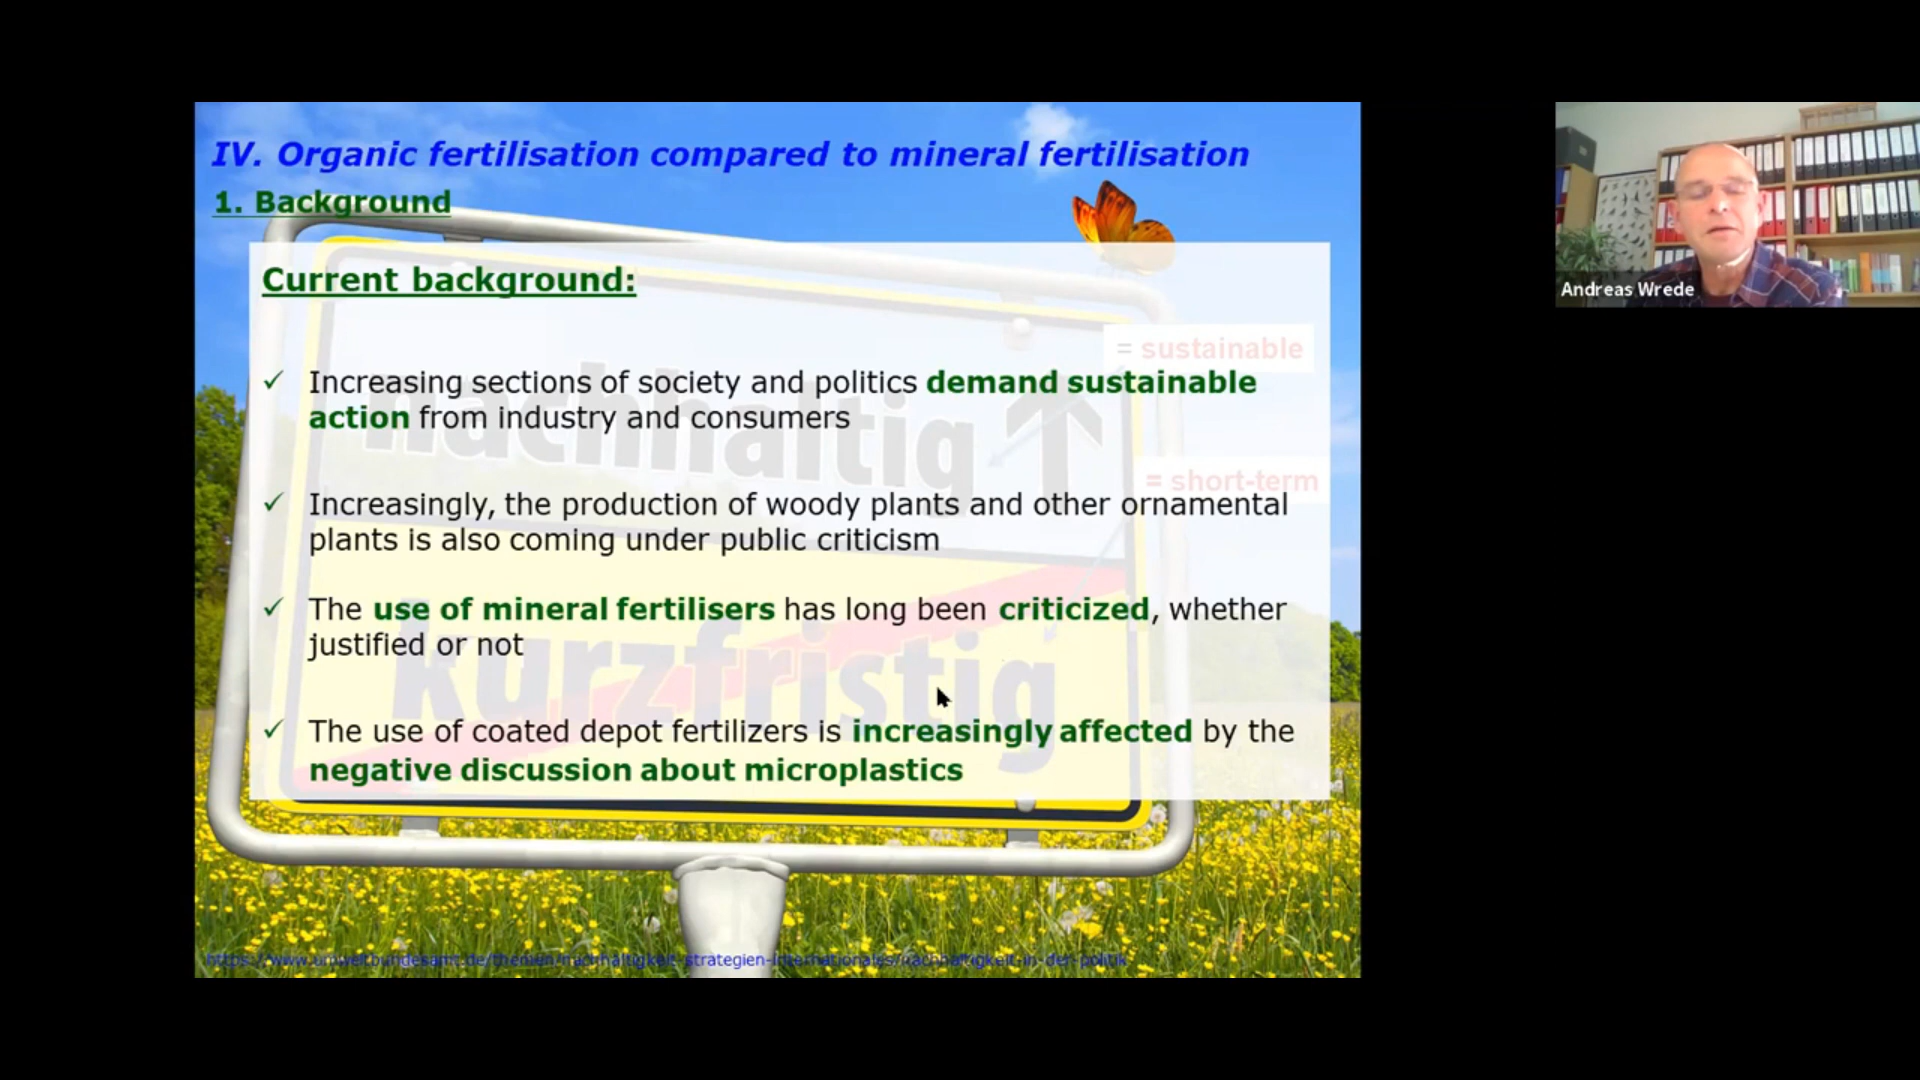 IV. Organic fertilisation compared to mineral fertilisation
1. Background
Current background:
= sustainable
✓ Increasing sections of society and politics demand sustainable
action from industry and consumers
nachhaltig
= short-term
✓ Increasingly, the production of woody plants and other ornamental
plants is also coming under public criticism
✓ The use of mineral fertilisers has long been criticized, whether
justified or not
kurzfristig
✓ The use of coated depot fertilizers is increasingly affected by the
negative discussion about microplastics
https://www.umweltbundesamt.de/themen/nachhaltigkeit-strategien-internationales/nachhaltigkeit-in-der-politik
Andreas Wrede